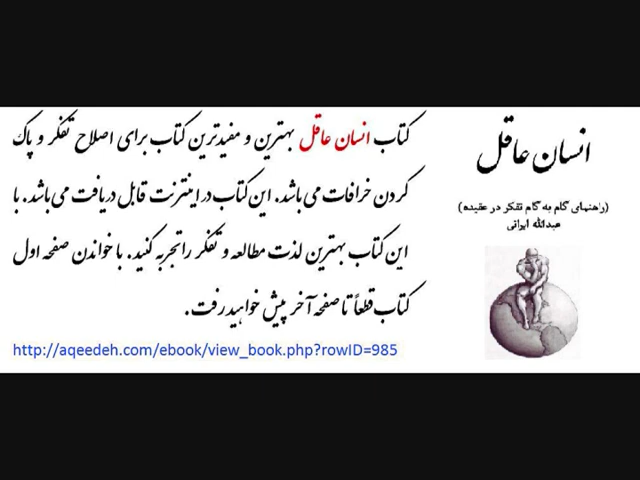 کتاب انسان عاقل بهترین و مفیدترین کتاب برای اصلاح تفکر و پاک
کردن خرافات می‌باشد. این کتاب در اینترنت قابل دریافت می‌باشد. با
این کتاب بهترین لذت مطالعه و تفکر را تجربه کنید. با خواندن صفحه اول
کتاب قطعاً تا صفحه آخر پیش خواهید رفت.
http://aqeedeh.com/ebook/view_book.php?rowID=985
انسان عاقل
(راهنمای گام به گام تفکر در عقیده)
عبدالله ایرانی